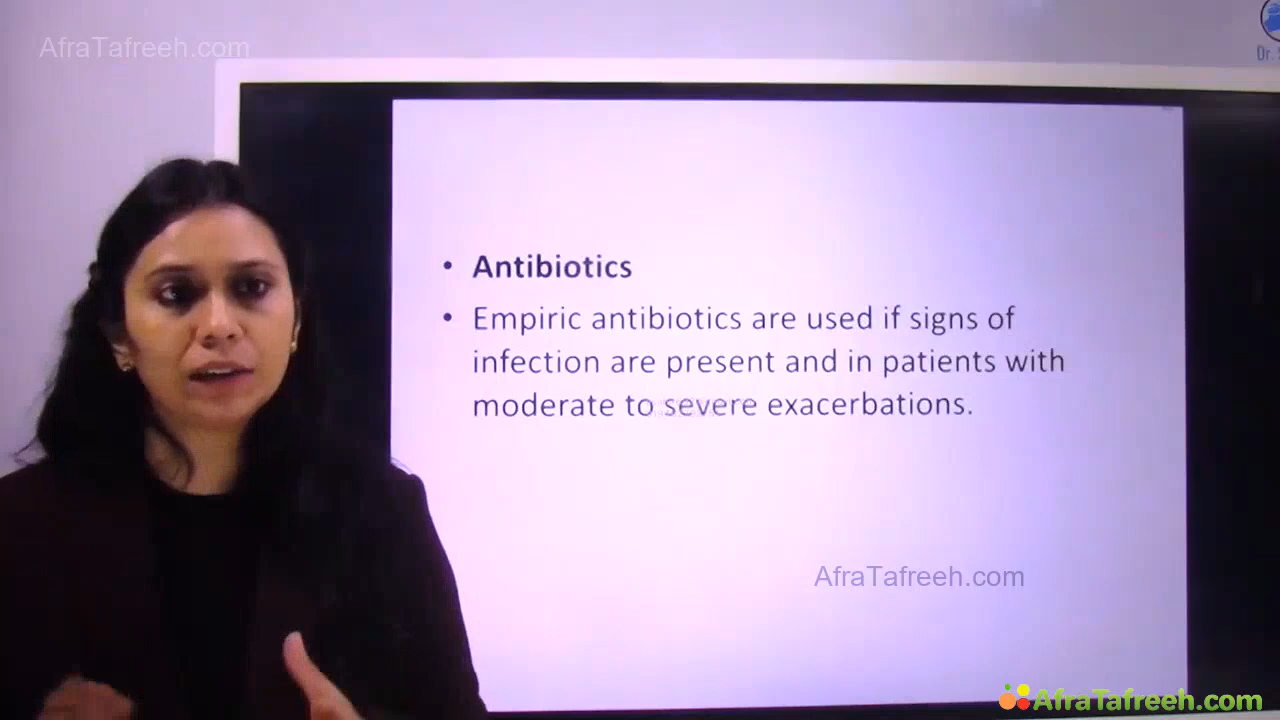 AfraTafreeh.com
Dr.
• Antibiotics
• Empiric antibiotics are used if signs of
infection are present and in patients with
moderate to severe exacerbations.
AfraTafreeh.com
AfraTafreeh.com